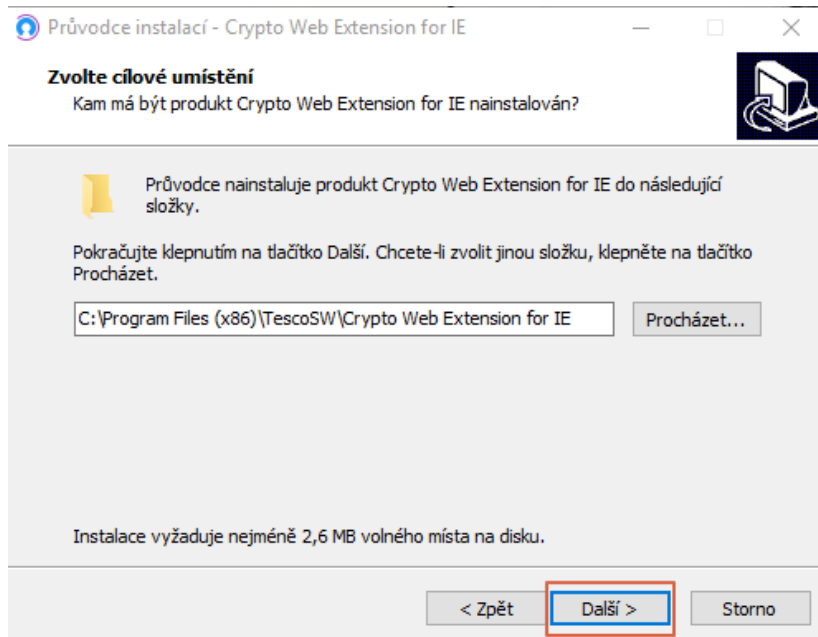 Průvodce instalací - Crypto Web Extension for IE
Zvolte cílové umístění
Kam má být produkt Crypto Web Extension for IE nainstalován?
Průvodce nainstaluje produkt Crypto Web Extension for IE do následující
složky.
Pokračujte klepnutím na tlačítko Další. Chcete-li zvolit jinou složku, klepněte na tlačítko
Procházet.
C:\Program Files (x86)\TescoSW\Crypto Web Extension for IE
Procházet...
Instalace vyžaduje nejméně 2,6 MB volného místa na disku.
< Zpět
Další >
Storno